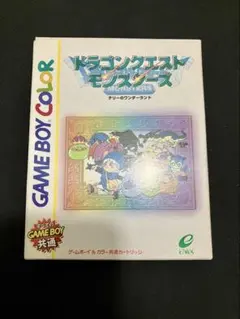 ドラゴンクエスト
モンスターズ
テリーのワンダーランド
GAME BOY COLOR
GAME BOY
共通
ゲームボーイ&カラー共通カートリッジ
ENIX